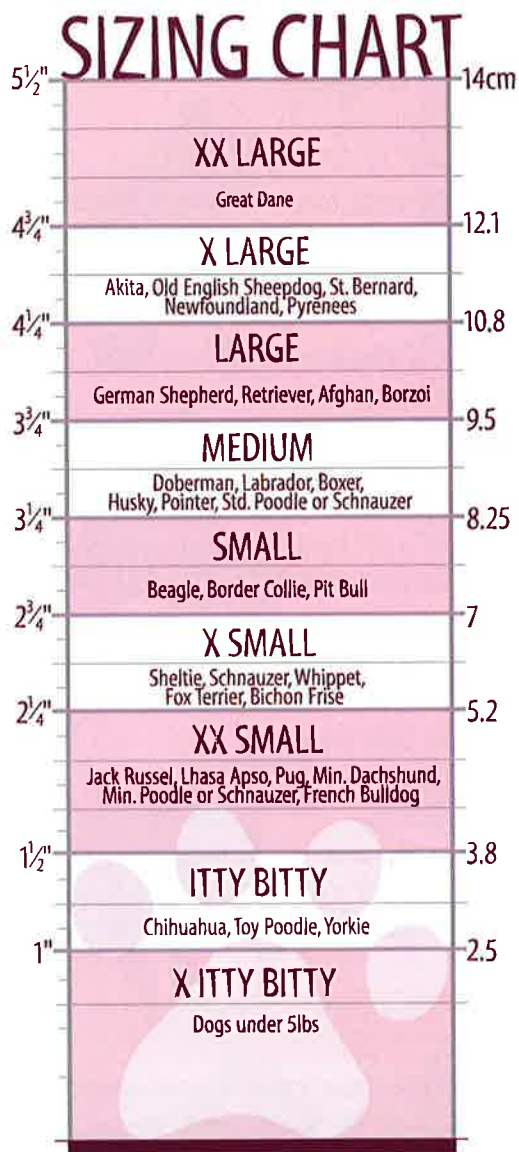 SIZING CHART
5½" 14cm
XX LARGE
Great Dane
4¾" 12.1
X LARGE
Akita, Old English Sheepdog, St. Bernard,
Newfoundland, Pyrenees
4¼" 10.8
LARGE
German Shepherd, Retriever, Afghan, Borzoi
3¾" 9.5
MEDIUM
Doberman, Labrador, Boxer,
Husky, Pointer, Std. Poodle or Schnauzer
3¼" 8.25
SMALL
Beagle, Border Collie, Pit Bull
2¾" 7
X SMALL
Sheltie, Schnauzer, Whippet,
Fox Terrier, Bichon Frise
2¼" 5.2
XX SMALL
Jack Russel, Lhasa Apso, Pug, Min. Dachshund,
Min. Poodle or Schnauzer, French Bulldog
1½" 3.8
ITTY BITTY
Chihuahua, Toy Poodle, Yorkie
1" 2.5
X ITTY BITTY
Dogs under 5lbs